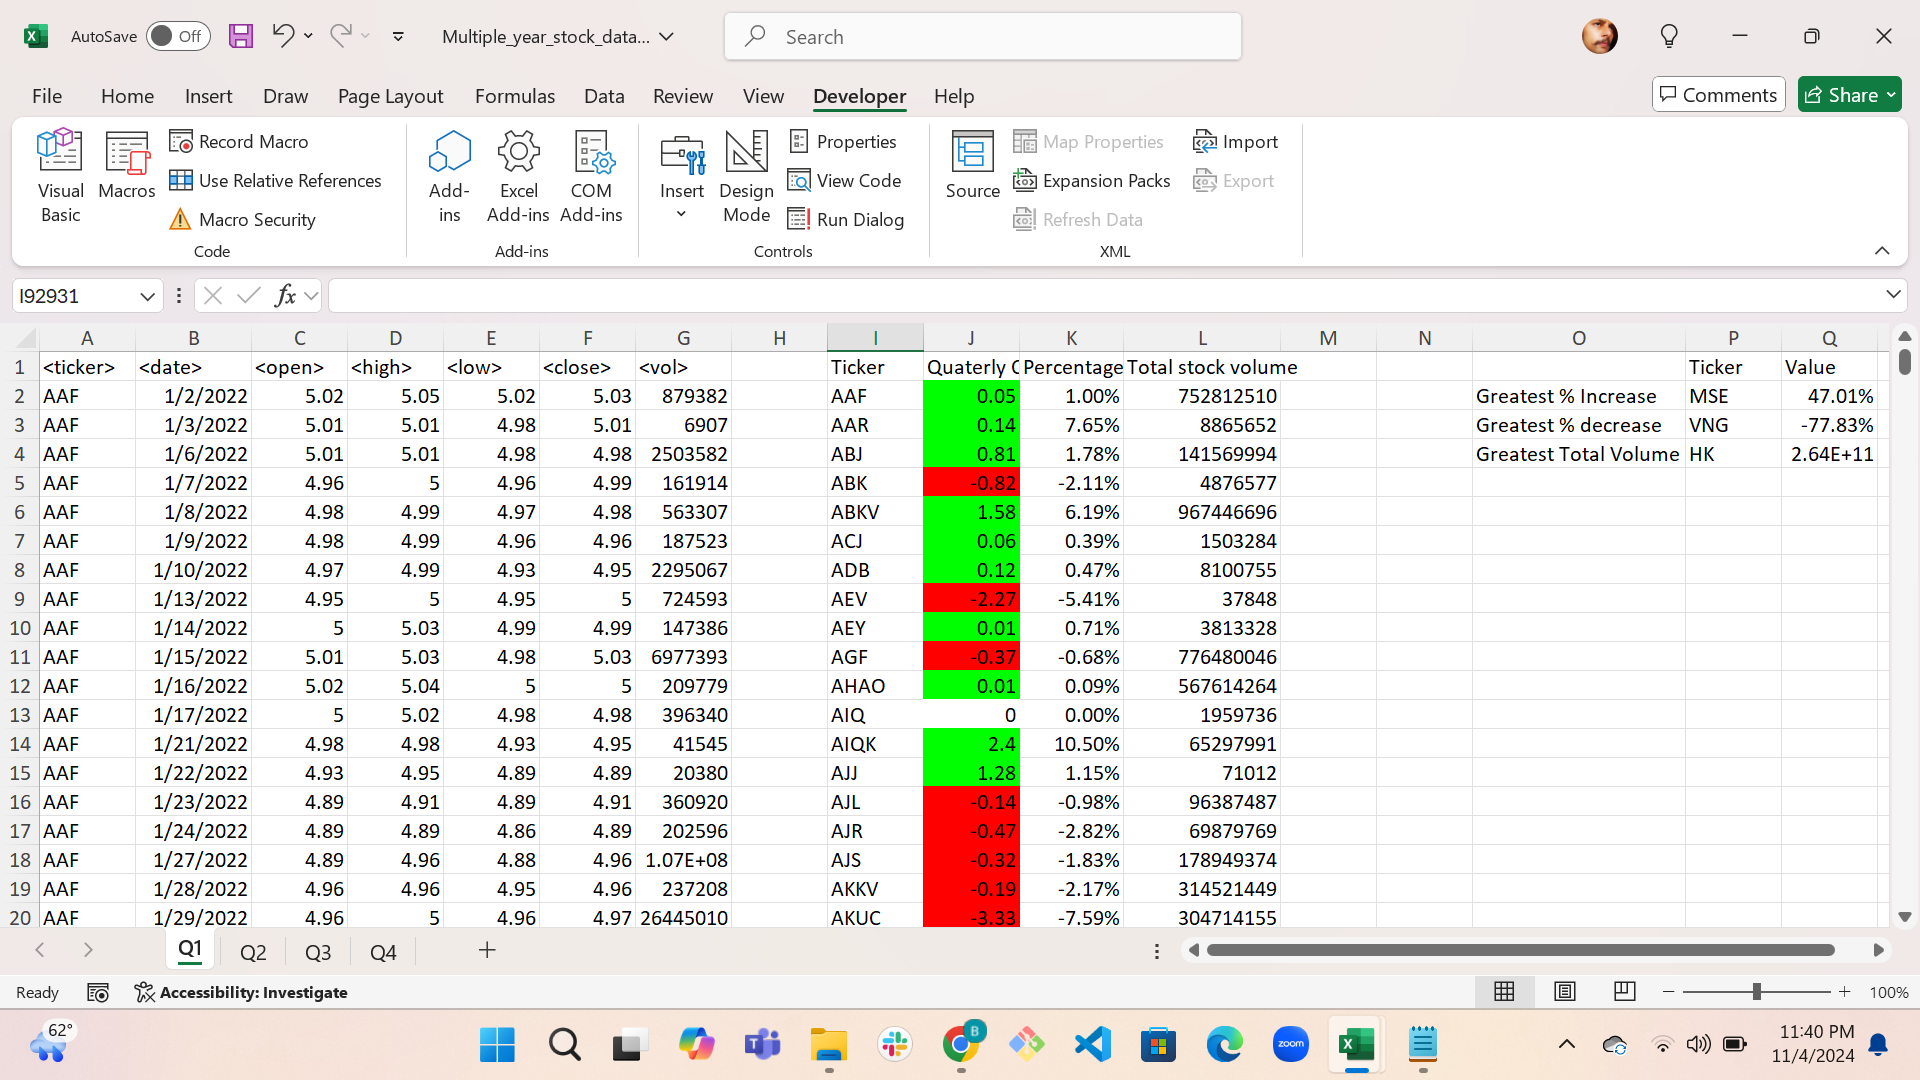 AutoSave Off Multiple_year_stock_data... Search
File Home Insert Draw Page Layout Formulas Data Review View Developer Help Comments Share
Visual Basic
Macros
Record Macro
Use Relative References
Macro Security
Code
Add-ins
Excel Add-ins
COM Add-ins
Add-ins
Insert
Design Mode
Properties
View Code
Run Dialog
Controls
Source
Map Properties
Expansion Packs
Refresh Data
Import
Export
XML
I92931 fx
A B C D E F G H I J K L M N O P Q
1 <ticker> <date> <open> <high> <low> <close> <vol> Ticker Quaterly C Percentage Total stock volume Ticker Value
2 AAF 1/2/2022 5.02 5.05 5.02 5.03 879382 AAF 0.05 1.00% 752812510 Greatest % Increase MSE 47.01%
3 AAF 1/3/2022 5.01 5.01 4.98 5.01 6907 AAR 0.14 7.65% 8865652 Greatest % decrease VNG -77.83%
4 AAF 1/6/2022 5.01 5.01 4.98 4.98 2503582 ABJ 0.81 1.78% 141569994 Greatest Total Volume HK 2.64E+11
5 AAF 1/7/2022 4.96 5 4.96 4.99 161914 ABK -0.82 -2.11% 4876577
6 AAF 1/8/2022 4.98 4.99 4.97 4.98 563307 ABKV 1.58 6.19% 967446696
7 AAF 1/9/2022 4.98 4.99 4.96 4.96 187523 ACJ 0.06 0.39% 1503284
8 AAF 1/10/2022 4.97 4.99 4.93 4.95 2295067 ADB 0.12 0.47% 8100755
9 AAF 1/13/2022 4.95 5 4.95 5 724593 AEV -2.27 -5.41% 37848
10 AAF 1/14/2022 5 5.03 4.99 4.99 147386 AEY 0.01 0.71% 3813328
11 AAF 1/15/2022 5.01 5.03 4.98 5.03 6977393 AGF -0.37 -0.68% 776480046
12 AAF 1/16/2022 5.02 5.04 5 5 209779 AHAO 0.01 0.09% 567614264
13 AAF 1/17/2022 5 5.02 4.98 4.98 396340 AIQ 0 0.00% 1959736
14 AAF 1/21/2022 4.98 4.98 4.93 4.95 41545 AIQK 2.4 10.50% 65297991
15 AAF 1/22/2022 4.93 4.95 4.89 4.89 20380 AJJ 1.28 1.15% 71012
16 AAF 1/23/2022 4.89 4.91 4.89 4.91 360920 AJL -0.14 -0.98% 96387487
17 AAF 1/24/2022 4.89 4.89 4.86 4.89 202596 AJR -0.47 -2.82% 69879769
18 AAF 1/27/2022 4.89 4.96 4.88 4.96 1.07E+08 AJS -0.32 -1.83% 178949374
19 AAF 1/28/2022 4.96 4.96 4.95 4.96 237208 AKKV -0.19 -2.17% 314521449
20 AAF 1/29/2022 4.96 5 4.96 4.97 26445010 AKUC -3.33 -7.59% 304714155
Q1 Q2 Q3 Q4
Ready Accessibility: Investigate 100%
62° B zoom 11:40 PM
11/4/2024